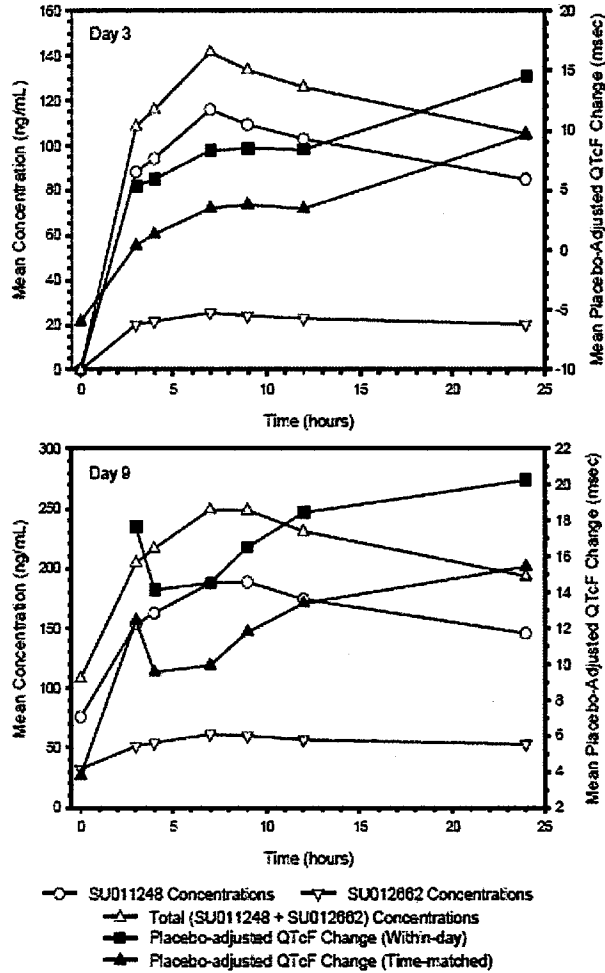 Day 3
Mean Concentration (ng/mL)
160
140
120
100
80
60
40
20
0
Mean Placebo-Adjusted QTcF Change (msec)
20
15
10
5
0
-5
-10
0 5 10 15 20 25
Time (hours)
Day 9
Mean Concentration (ng/mL)
300
250
200
150
100
50
0
Mean Placebo-Adjusted QTcF Change (msec)
22
20
18
16
14
12
10
8
6
4
2
0 5 10 15 20 25
Time (hours)
SU011248 Concentrations SU012662 Concentrations
Total (SU011248 + SU012662) Concentrations
Placebo-adjusted QTcF Change (Within-day)
Placebo-adjusted QTcF Change (Time-matched)